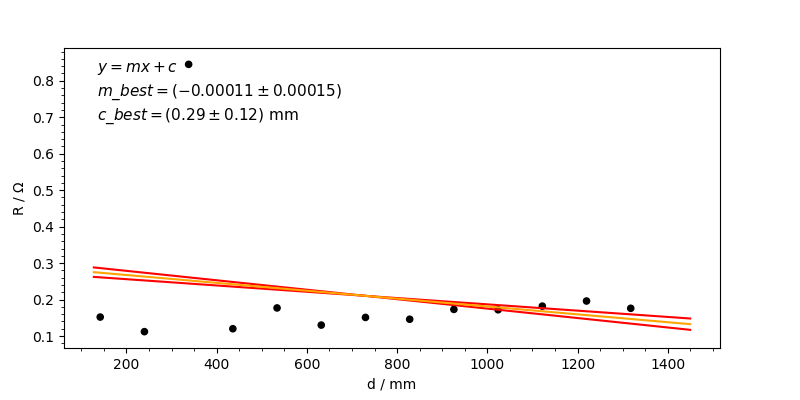 y = mx + c
m_best = (−0.00011 ± 0.00015)
c_best = (0.29 ± 0.12) mm
0.8
0.7
0.6
0.5
0.4
0.3
0.2
0.1
R / Ω
200 400 600 800 1000 1200 1400
d / mm